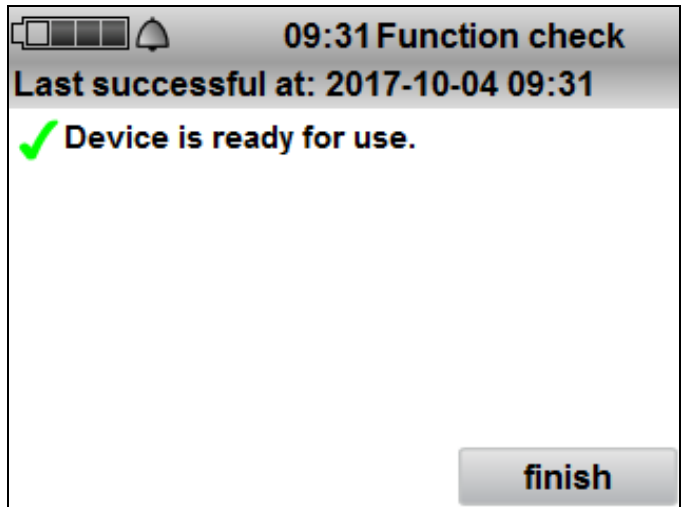 09:31 Function check
Last successful at: 2017-10-04 09:31
Device is ready for use.
finish